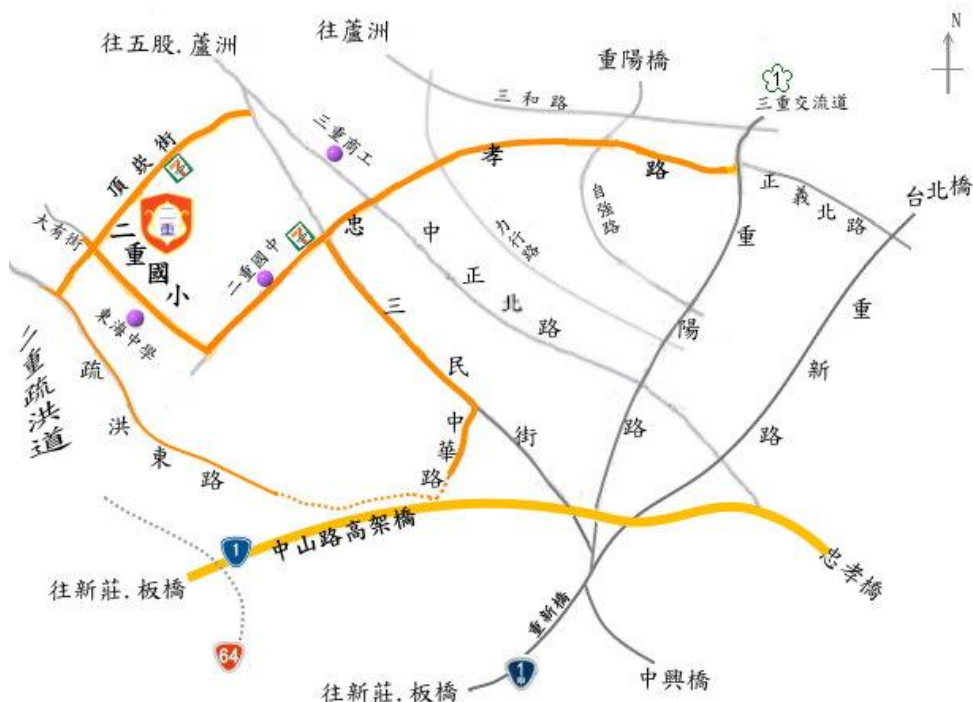 往五股.蘆洲
往蘆洲
重陽橋
N
1
三重交流道
三和路
三重商工
頂崁街
忠孝路
自強路
正義北路
台北橋
大有街
二重
二重國小
二重國中
力行路
中正北路
重陽路
重新路
東海中學
三民街
二重疏洪道
疏洪東路
中華路
1
中山路高架橋
忠孝橋
往新莊.板橋
64
重新橋
1
中興橋
往新莊.板橋